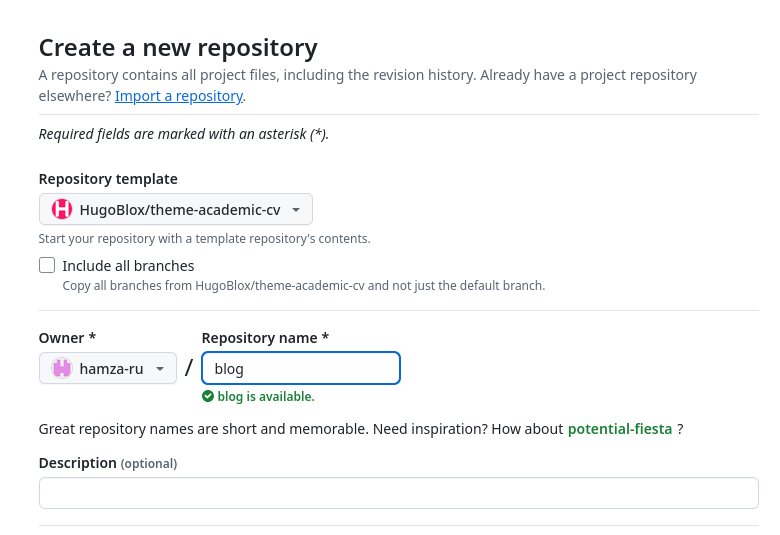 Create a new repository
A repository contains all project files, including the revision history. Already have a project repository
elsewhere? Import a repository.
Required fields are marked with an asterisk (*).
Repository template
HugoBlox/theme-academic-cv
Start your repository with a template repository's contents.
Include all branches
Copy all branches from HugoBlox/theme-academic-cv and not just the default branch.
Owner * Repository name *
hamza-ru / blog
blog is available.
Great repository names are short and memorable. Need inspiration? How about potential-fiesta ?
Description (optional)